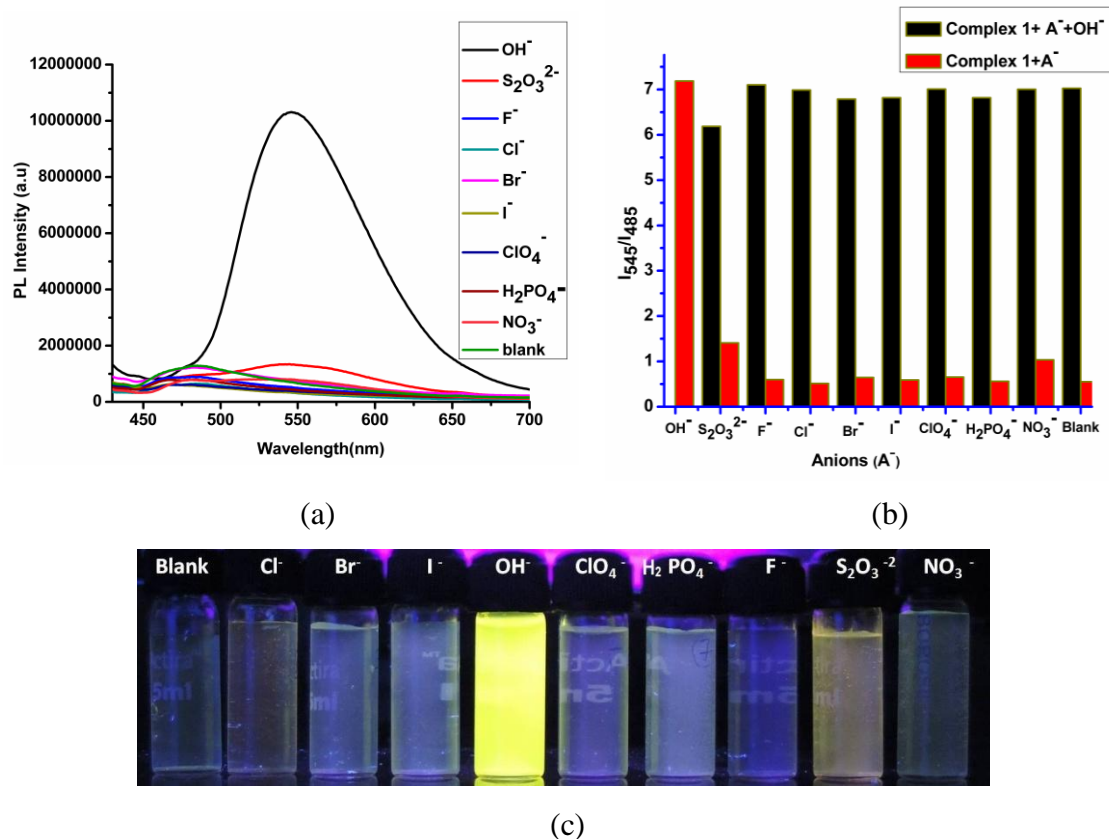 OH⁻
S₂O₃²⁻
F⁻
Cl⁻
Br⁻
I⁻
ClO₄⁻
H₂PO₄⁻
NO₃⁻
blank
12000000
10000000
8000000
6000000
4000000
2000000
0
PL Intensity (a.u)
450 500 550 600 650 700
Wavelength(nm)
(a)
Complex 1+ A⁻+OH⁻
Complex 1+A⁻
7
6
5
4
3
2
1
0
I₅₄₅/I₄₈₅
OH⁻ S₂O₃²⁻ F⁻ Cl⁻ Br⁻ I⁻ ClO₄⁻ H₂PO₄⁻ NO₃⁻ Blank
Anions (A⁻)
(b)
Blank Cl⁻ Br⁻ I⁻ OH⁻ ClO₄⁻ H₂ PO₄⁻ F⁻ S₂O₃⁻² NO₃⁻
(c)